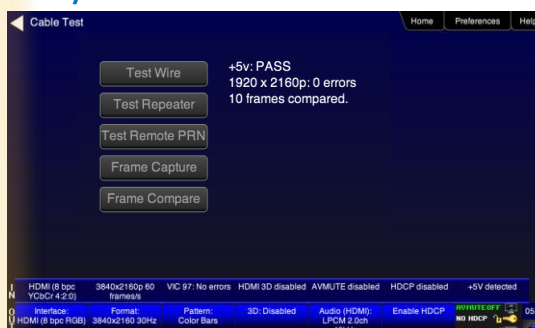 Cable Test
Home
Preferences
Help
Test Wire
Test Repeater
Test Remote PRN
Frame Capture
Frame Compare
+5v: PASS
1920 x 2160p: 0 errors
10 frames compared.
I
N
HDMI (8 bpc
YCbCr 4:2:0)
3840x2160p 60
frames/s
VIC 97: No errors
HDMI 3D disabled
AVMUTE disabled
HDCP disabled
+5V detected
O
U
Interface:
HDMI (8 bpc RGB)
Format:
3840x2160 30Hz
Pattern:
Color Bars
3D: Disabled
Audio (HDMI):
LPCM 2.0ch
Enable HDCP
AVMUTEOFF
NO HDCP
05